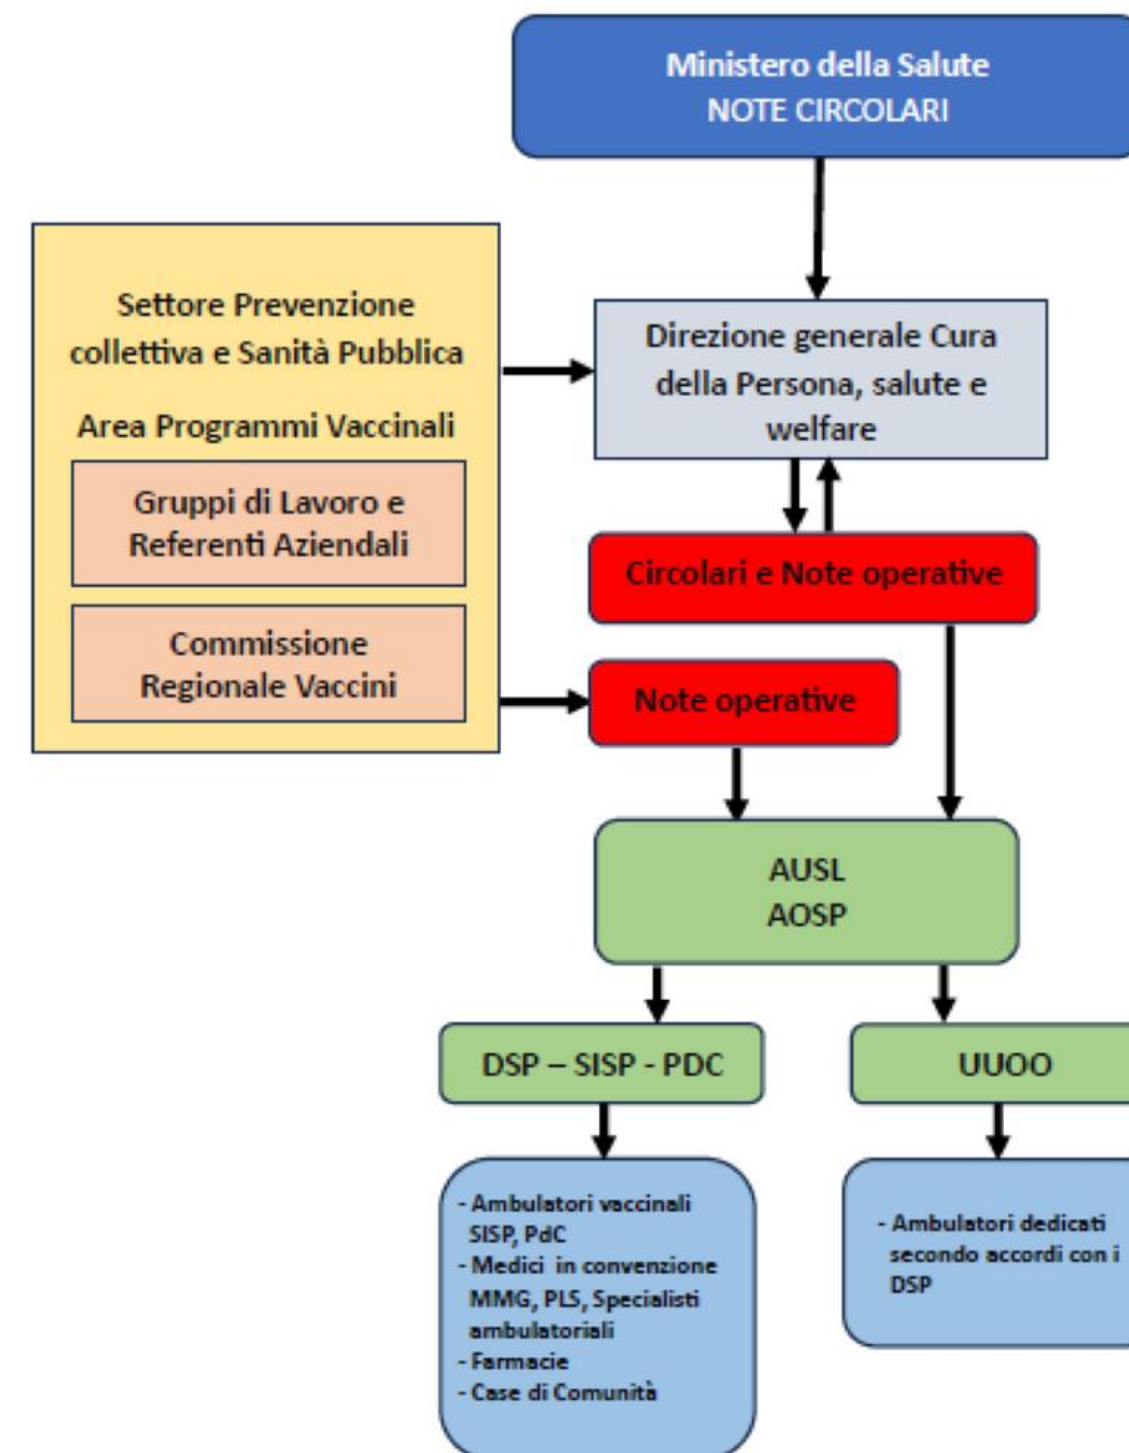 Ministero della Salute
NOTE CIRCOLARI
Settore Prevenzione
collettiva e Sanità Pubblica
Area Programmi Vaccinali
Gruppi di Lavoro e
Referenti Aziendali
Commissione
Regionale Vaccini
Direzione generale Cura
della Persona, salute e
welfare
Circolari e Note operative
Note operative
AUSL
AOSP
DSP – SISP - PDC
UUOO
- Ambulatori vaccinali
SISP, PdC
- Medici in convenzione
MMG, PLS, Specialisti
ambulatoriali
- Farmacie
- Case di Comunità
- Ambulatori dedicati
secondo accordi con i
DSP